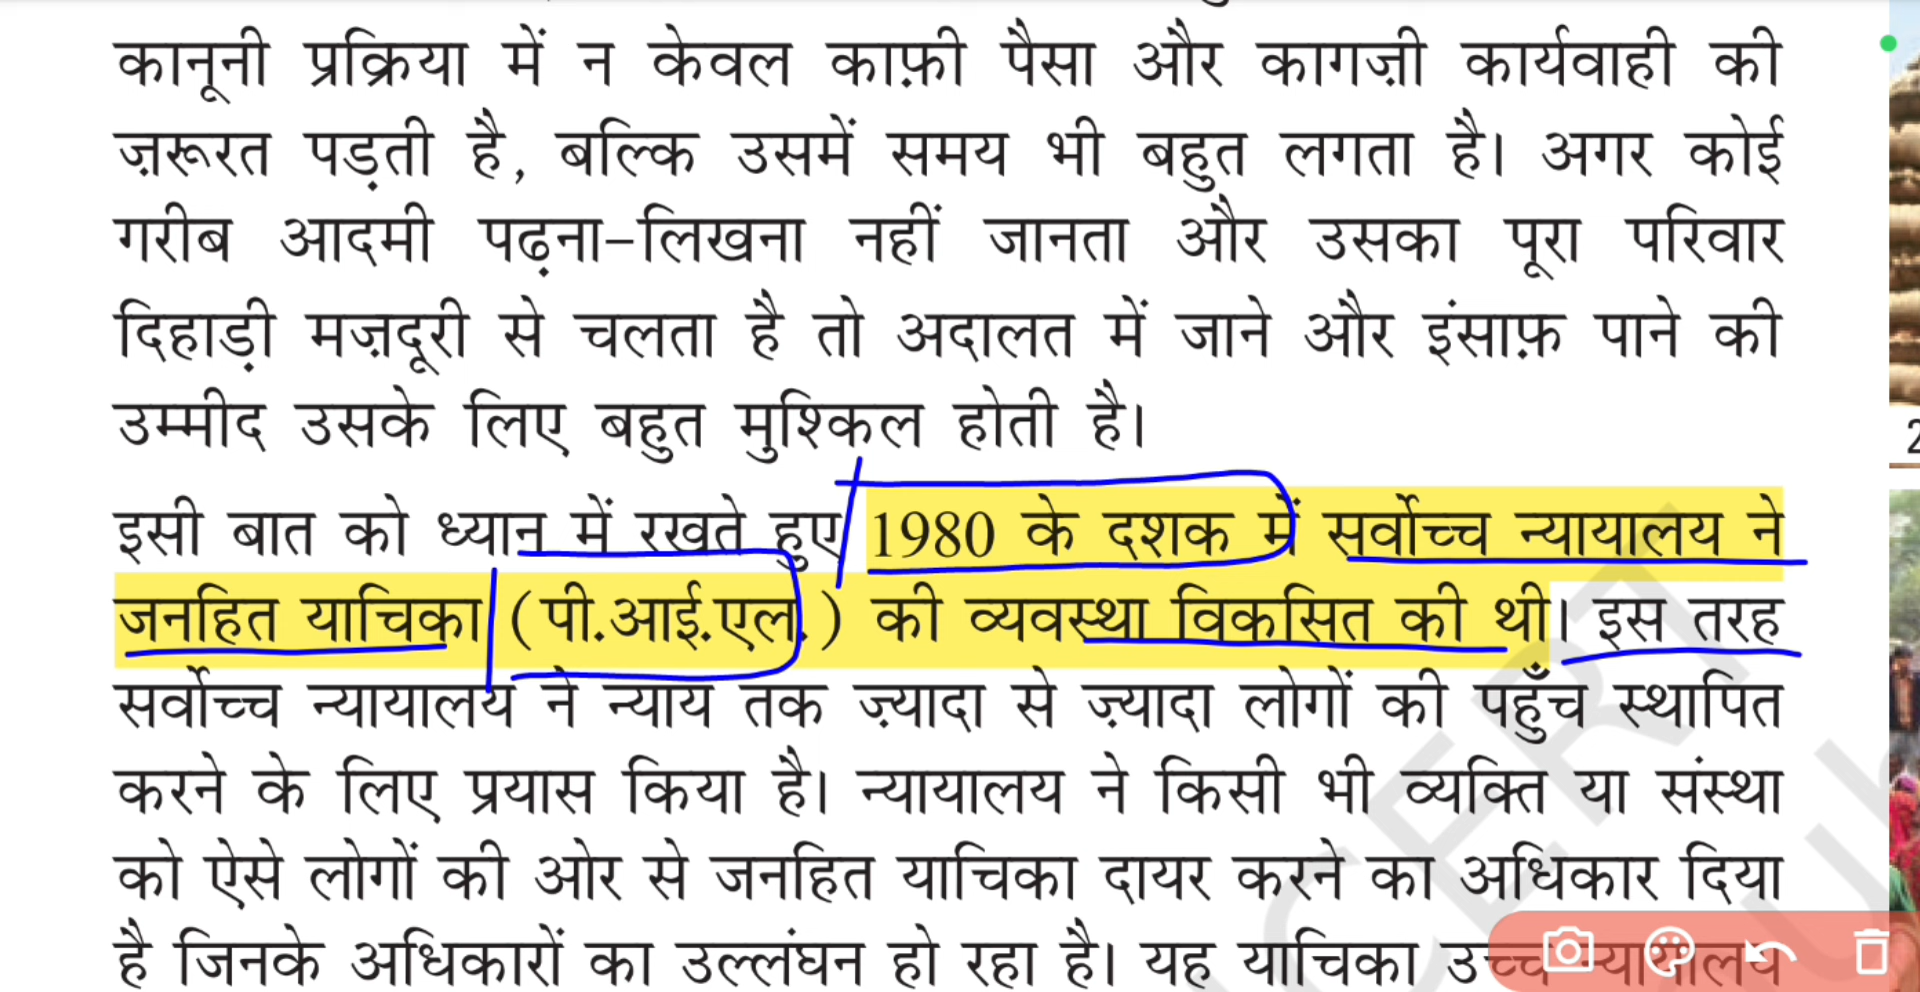 कानूनी प्रक्रिया में न केवल काफ़ी पैसा और कागज़ी कार्यवाही की
ज़रूरत पड़ती है, बल्कि उसमें समय भी बहुत लगता है। अगर कोई
गरीब आदमी पढ़ना–लिखना नहीं जानता और उसका पूरा परिवार
दिहाड़ी मज़दूरी से चलता है तो अदालत में जाने और इंसाफ़ पाने की
उम्मीद उसके लिए बहुत मुश्किल होती है।
इसी बात को ध्यान में रखते हुए 1980 के दशक में सर्वोच्च न्यायालय ने
जनहित याचिका (पी.आई.एल.) की व्यवस्था विकसित की थी। इस तरह
सर्वोच्च न्यायालय ने न्याय तक ज़्यादा से ज़्यादा लोगों की पहुँच स्थापित
करने के लिए प्रयास किया है। न्यायालय ने किसी भी व्यक्ति या संस्था
को ऐसे लोगों की ओर से जनहित याचिका दायर करने का अधिकार दिया
है जिनके अधिकारों का उल्लंघन हो रहा है। यह याचिका उच्च न्यायालय